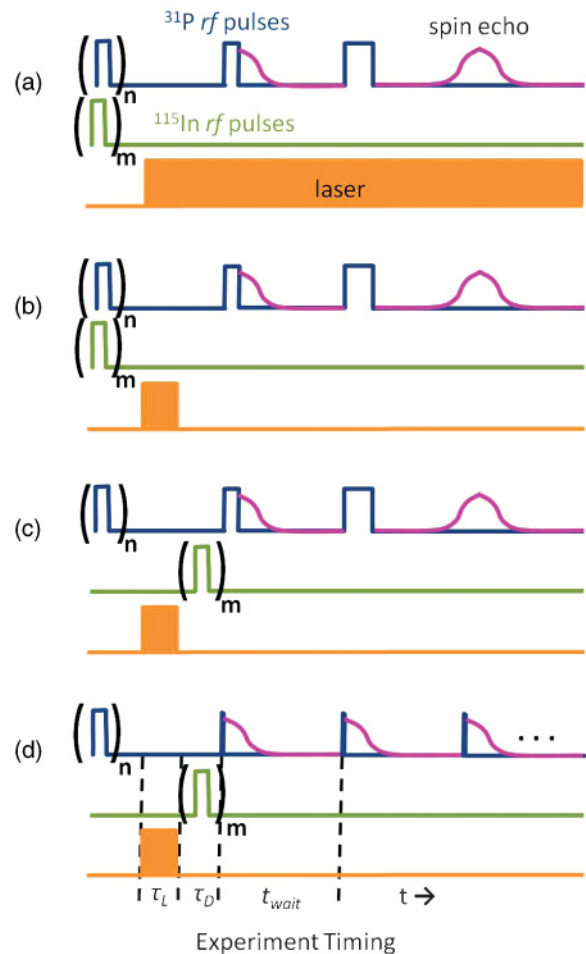 ³¹P rf pulses
spin echo
(a)
( )n
¹¹⁵In rf pulses
( )m
laser
(b)
( )n
( )m
(c)
( )n
( )m
(d)
( )n
...
( )m
τL τD twait t →
Experiment Timing